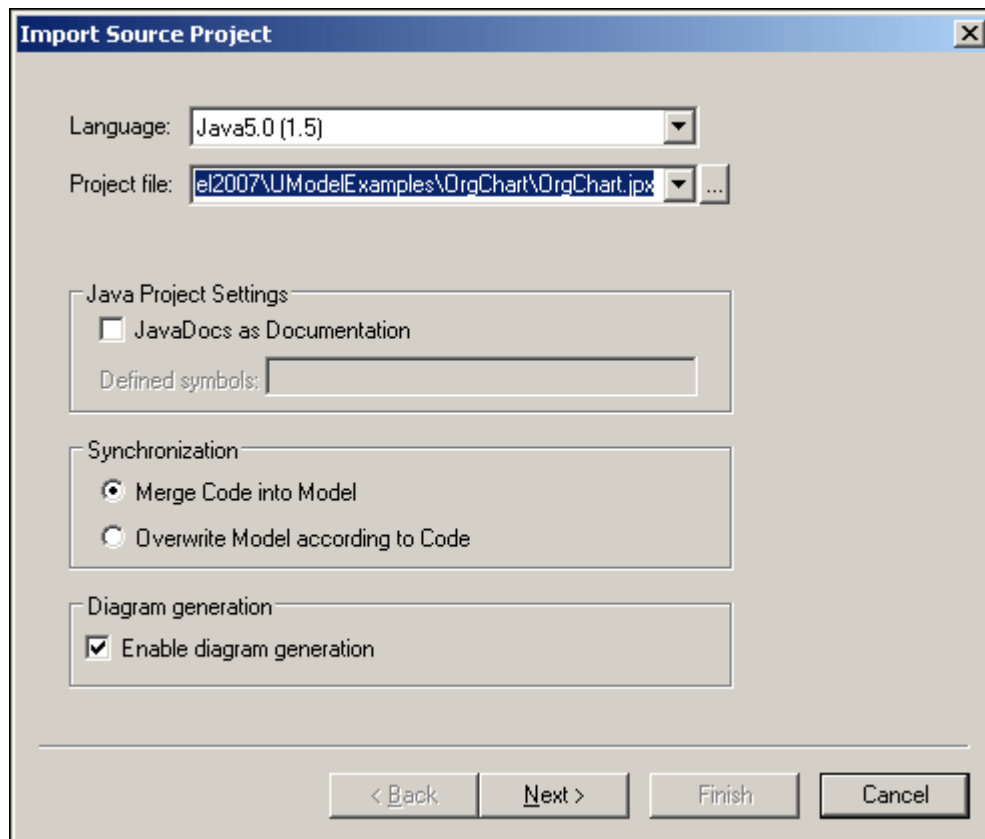 Import Source Project
Language: Java5.0 (1.5)
Project file: el2007\UModelExamples\OrgChart\OrgChart.jpx ...
Java Project Settings
JavaDocs as Documentation
Defined symbols:
Synchronization
Merge Code into Model
Overwrite Model according to Code
Diagram generation
Enable diagram generation
< Back Next > Finish Cancel